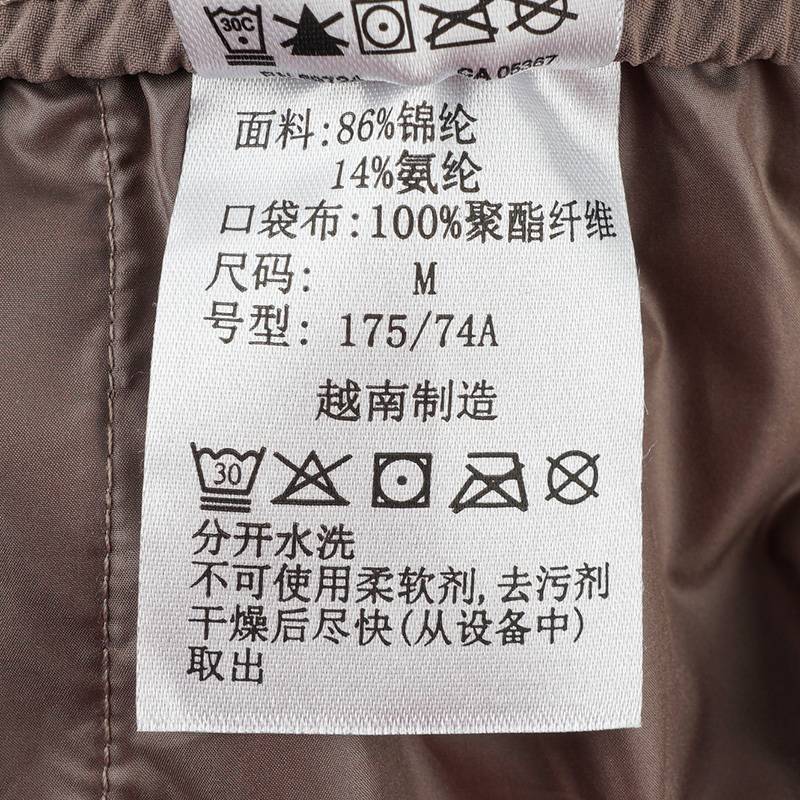 30C
CA 05367
面料:86%锦纶
14%氨纶
口袋布:100%聚酯纤维
尺码: M
号型: 175/74A
越南制造
30
分开水洗
不可使用柔软剂,去污剂
干燥后尽快(从设备中)
取出